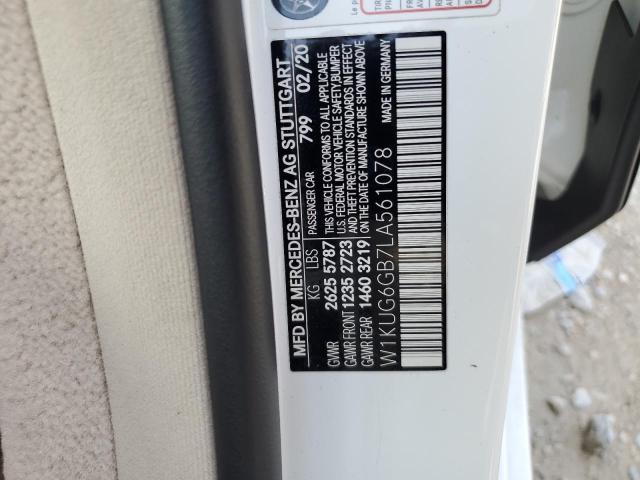 MFD BY MERCEDES-BENZ AG STUTTGART
PASSENGER CAR 799 02/20
KG LBS
GVWR 2625 5787
GAWR FRONT 1235 2723
GAWR REAR 1460 3219
THIS VEHICLE CONFORMS TO ALL APPLICABLE
U.S. FEDERAL MOTOR VEHICLE SAFETY,BUMPER
AND THEFT PREVENTION STANDARDS IN EFFECT
ON THE DATE OF MANUFACTURE SHOWN ABOVE
W1KUG6GB7LA561078
MADE IN GERMANY
Le p
TIR